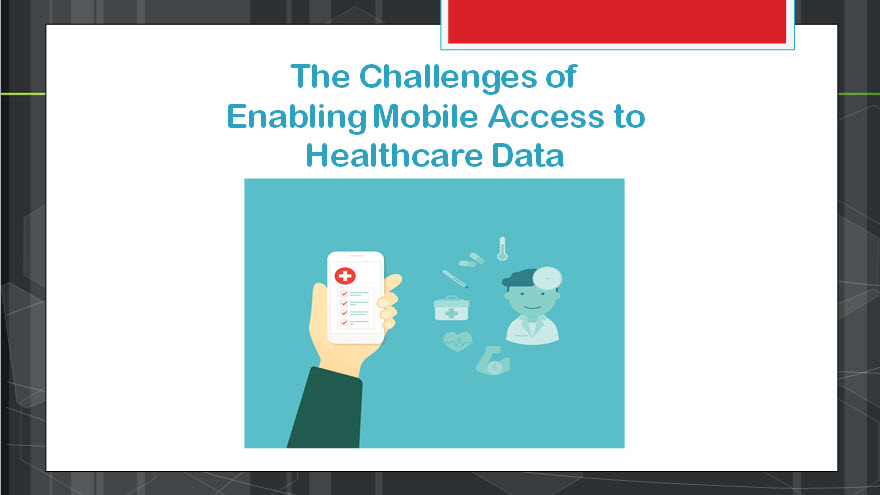 The Challenges of
Enabling Mobile Access to
Healthcare Data